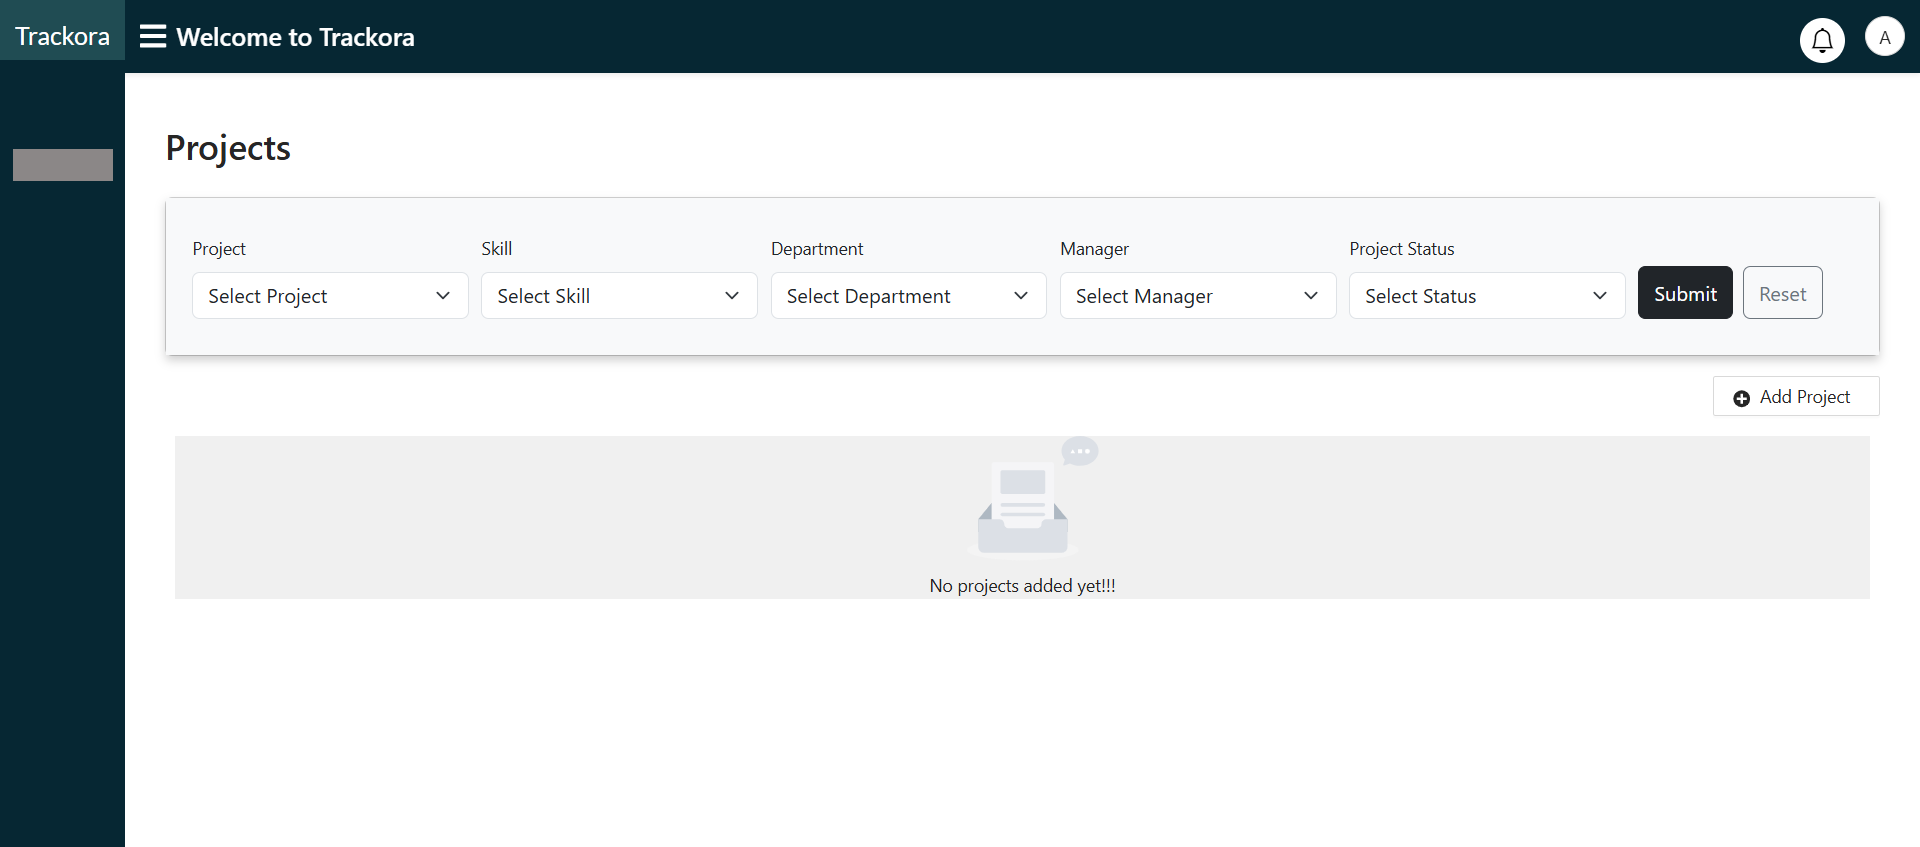 Trackora
Welcome to Trackora
A
Projects
Project
Skill
Department
Manager
Project Status
Select Project
Select Skill
Select Department
Select Manager
Select Status
Submit
Reset
Add Project
No projects added yet!!!